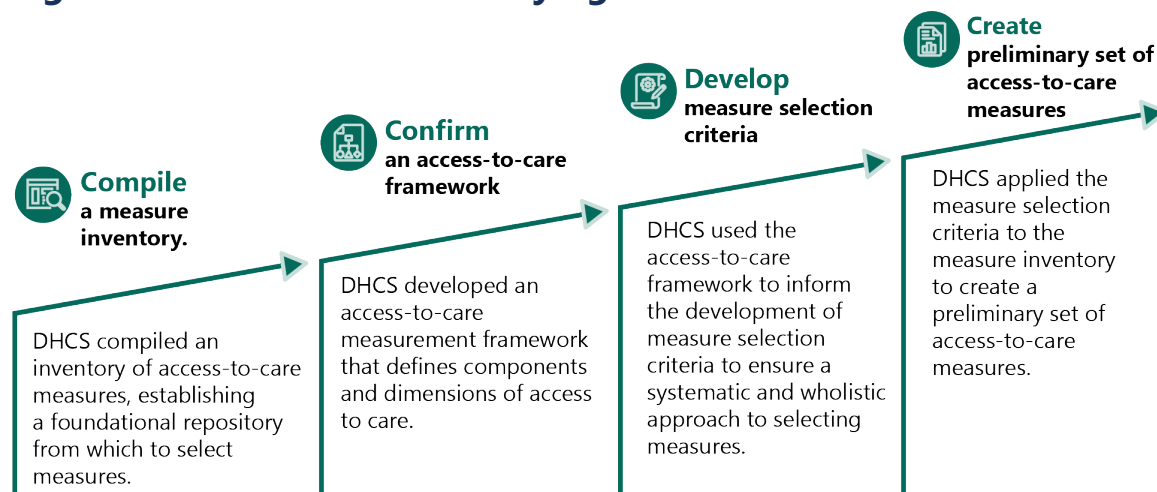 Compile
a measure
inventory.
DHCS compiled an
inventory of access-to-care
measures, establishing
a foundational repository
from which to select
measures.
Confirm
an access-to-care
framework
DHCS developed an
access-to-care
measurement framework
that defines components
and dimensions of access
to care.
Develop
measure selection
criteria
DHCS used the
access-to-care
framework to inform
the development of
measure selection
criteria to ensure a
systematic and wholistic
approach to selecting
measures.
Create
preliminary set of
access-to-care
measures
DHCS applied the
measure selection
criteria to the
measure inventory
to create a
preliminary set of
access-to-care
measures.